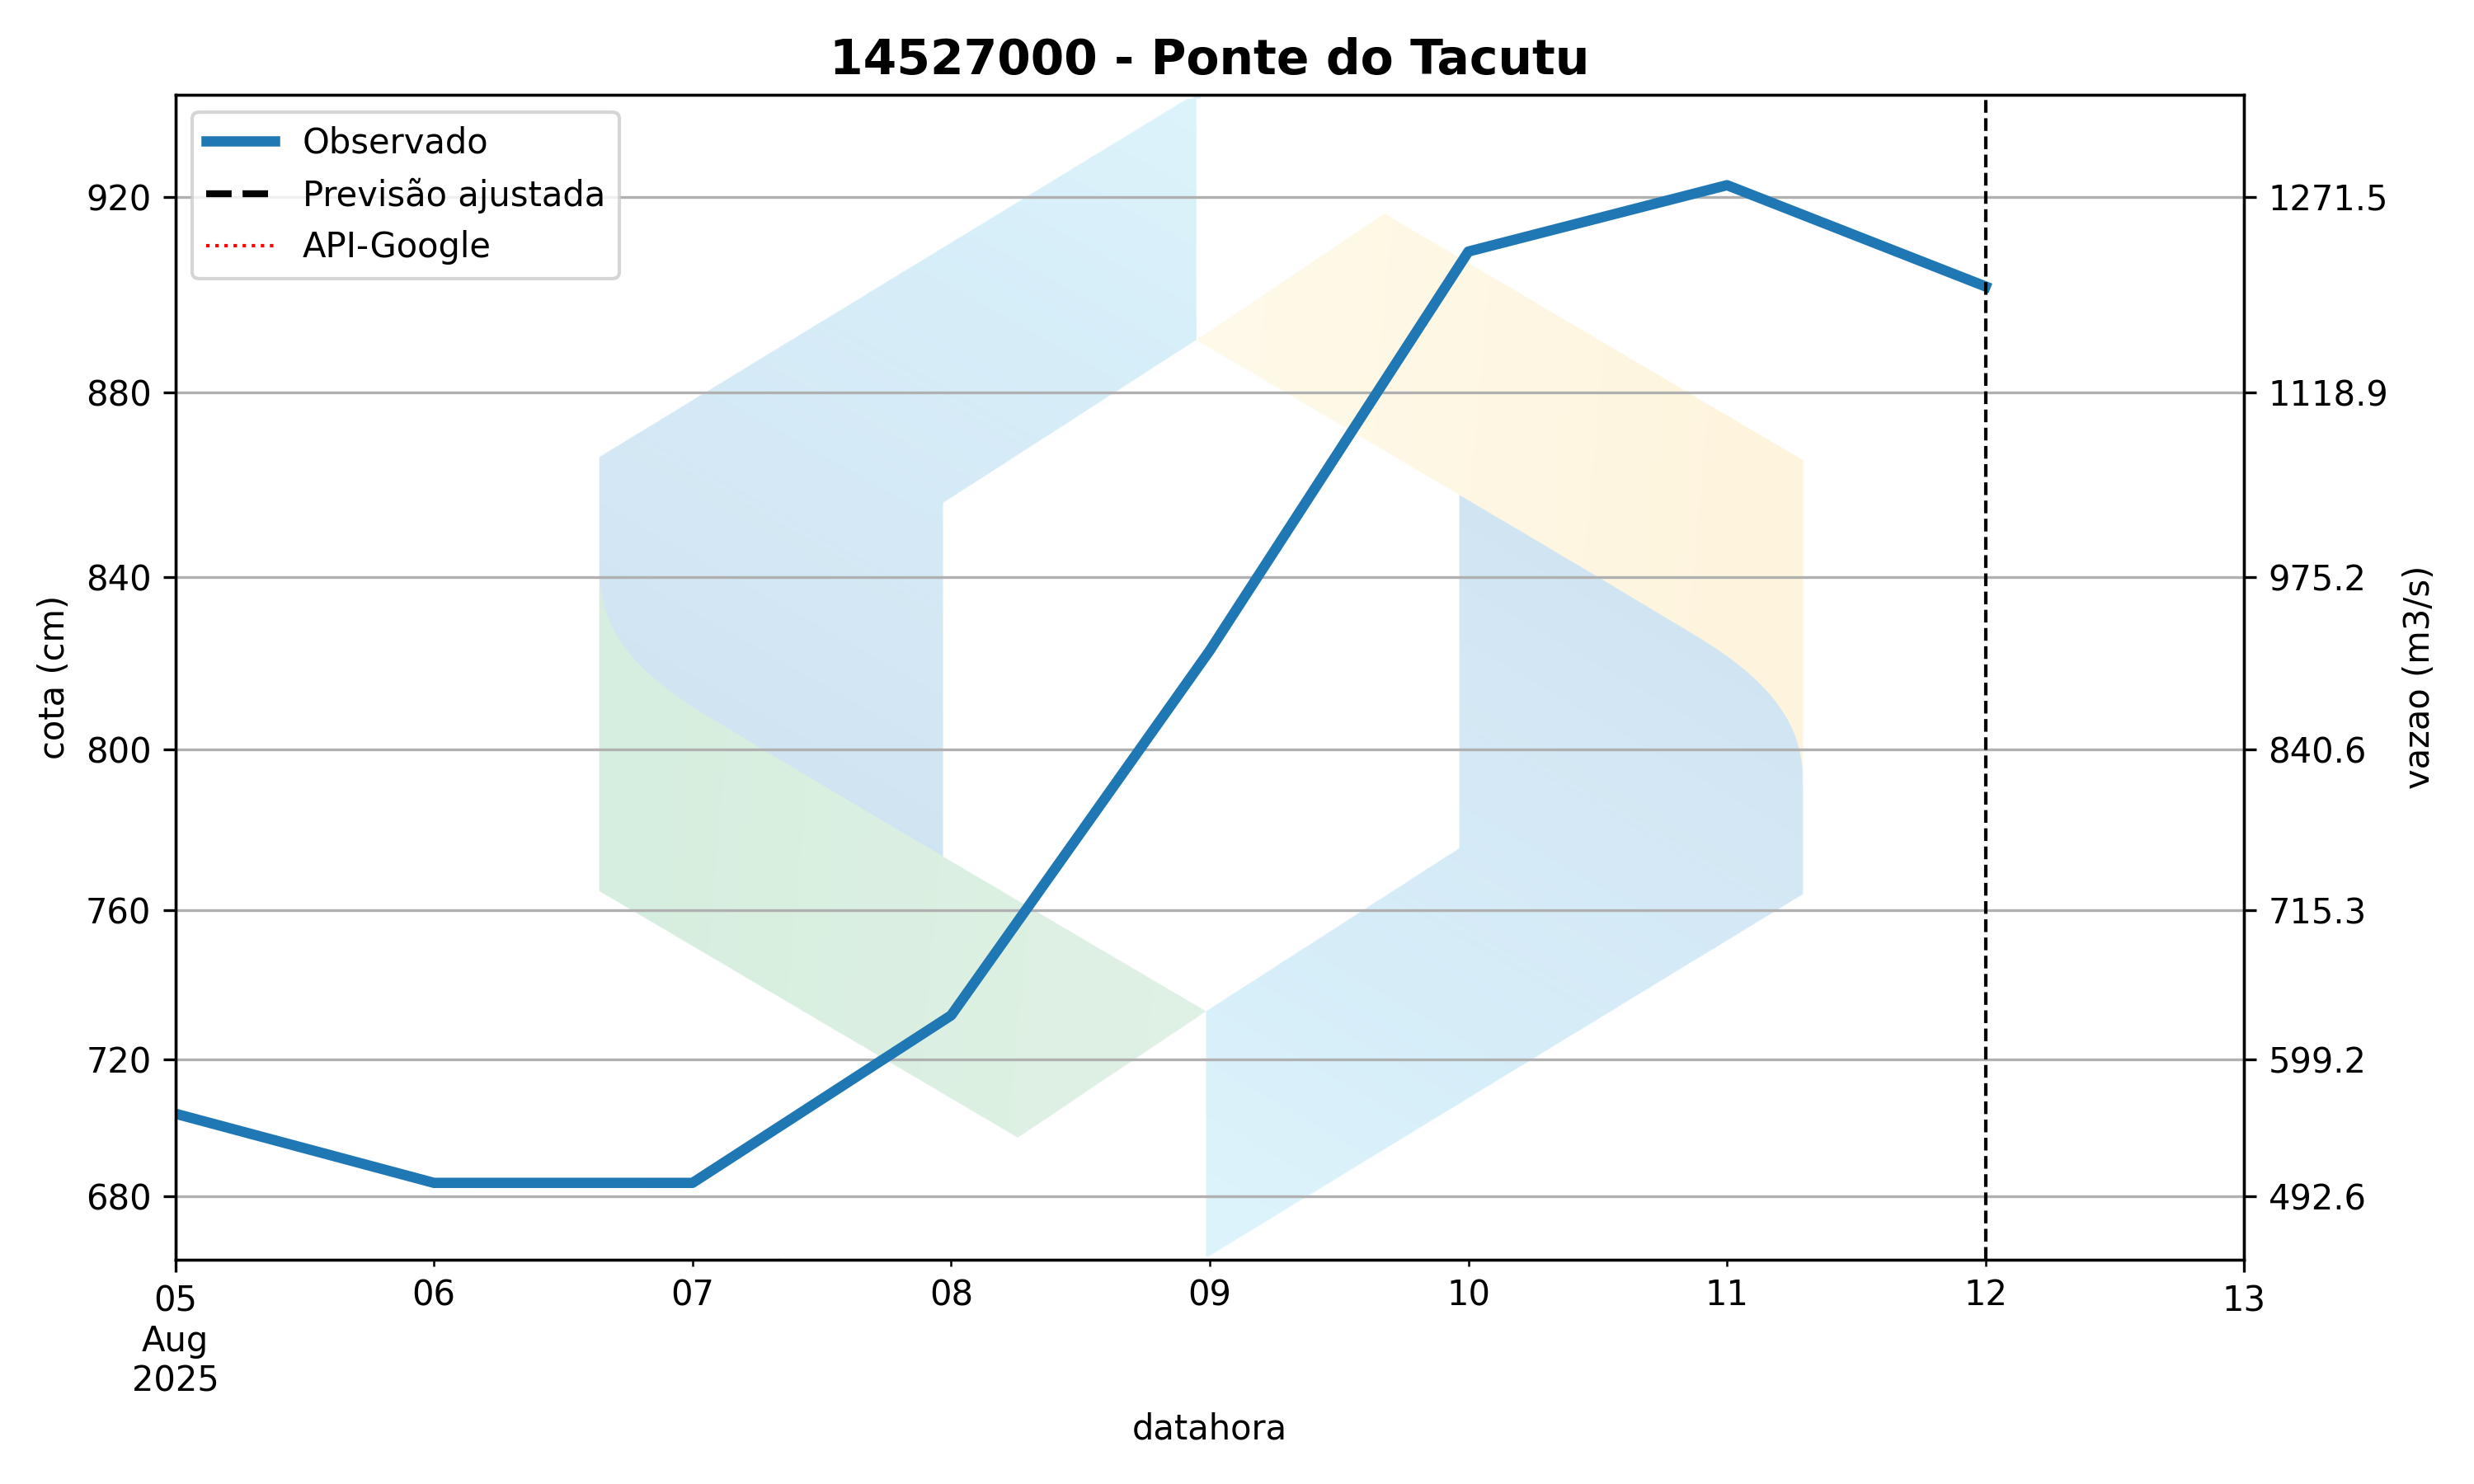 14527000 - Ponte do Tacutu
Observado
Previsão ajustada
API-Google
920
880
840
800
760
720
680
cota (cm)
1271.5
1118.9
975.2
840.6
715.3
599.2
492.6
vazao (m3/s)
05 06 07 08 09 10 11 12 13
Aug
2025
datahora